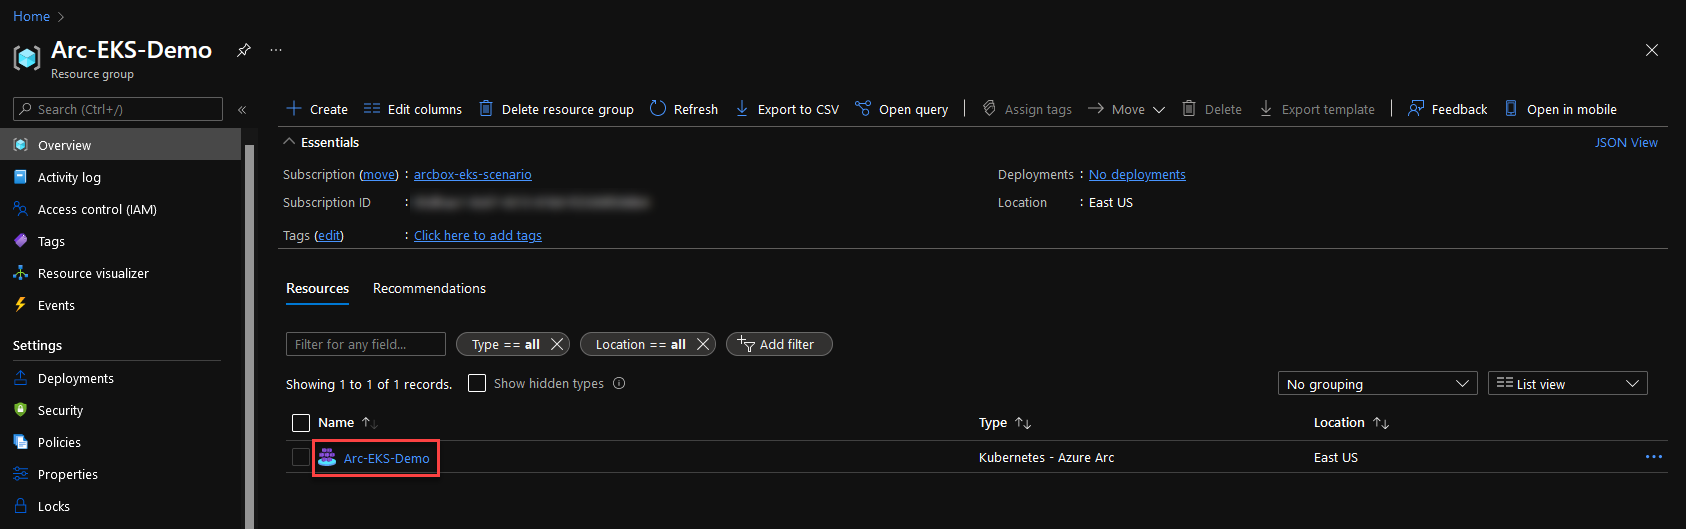 Home >
Arc-EKS-Demo ...
Resource group
Search (Ctrl+/) «
Overview
Activity log
Access control (IAM)
Tags
Resource visualizer
Events
Settings
Deployments
Security
Policies
Properties
Locks
Create Edit columns Delete resource group Refresh Export to CSV Open query Assign tags Move Delete Export template Feedback Open in mobile
Essentials JSON View
Subscription (move) : arcbox-eks-scenario Deployments : No deployments
Subscription ID : Location : East US
Tags (edit) : Click here to add tags
Resources Recommendations
Filter for any field... Type == all Location == all Add filter
Showing 1 to 1 of 1 records. Show hidden types No grouping List view
Name Type Location
Arc-EKS-Demo Kubernetes - Azure Arc East US ...